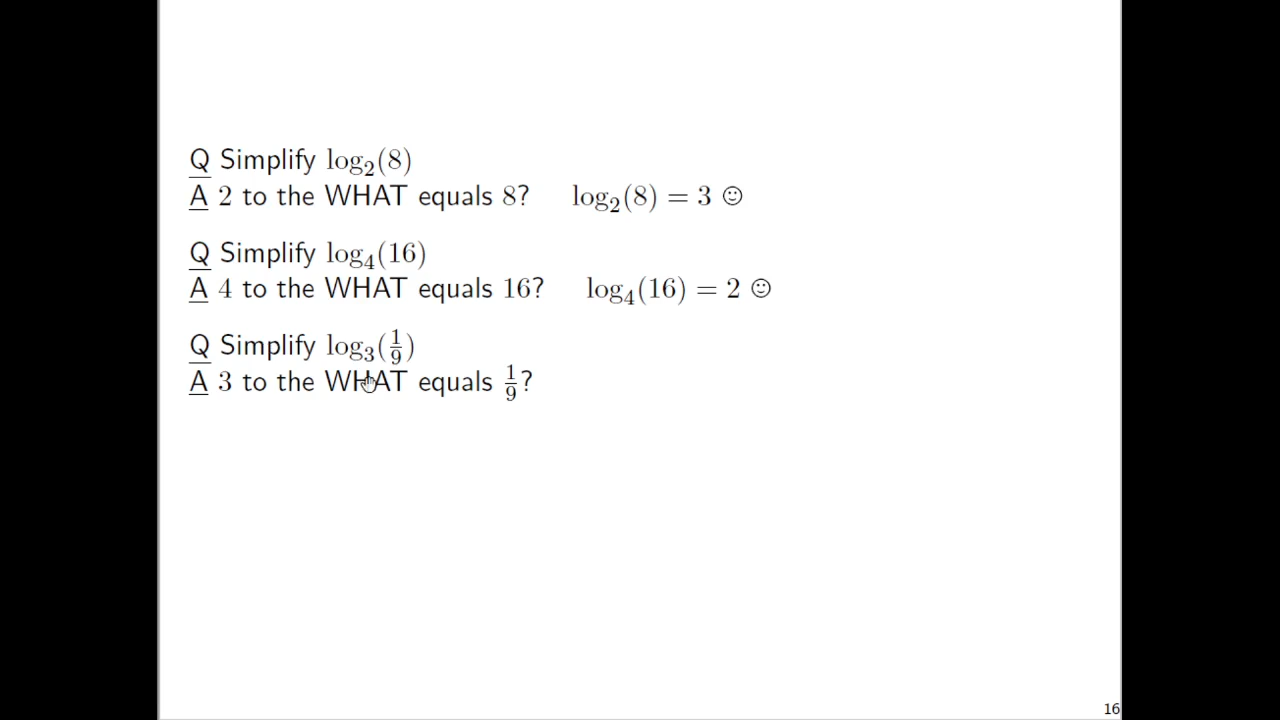 Q Simplify log₂(8)
A 2 to the WHAT equals 8? log₂(8) = 3 ☺
Q Simplify log₄(16)
A 4 to the WHAT equals 16? log₄(16) = 2 ☺
Q Simplify log₃(1/9)
A 3 to the WHAT equals 1/9?
16